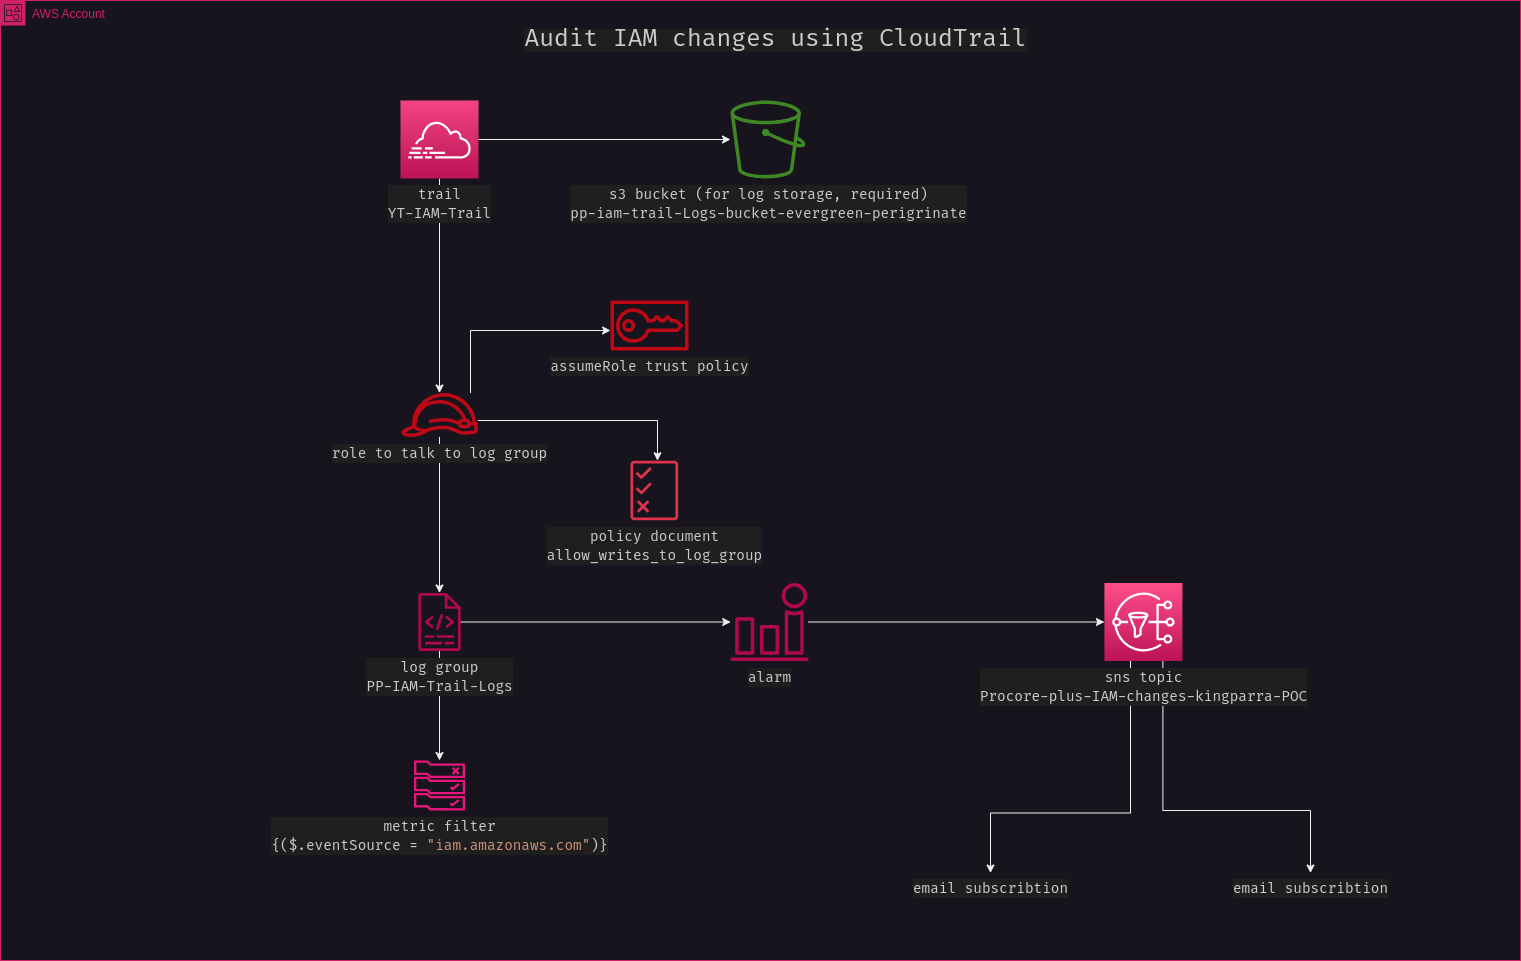 AWS Account
Audit IAM changes using CloudTrail
trail
YT-IAM-Trail
s3 bucket (for log storage, required)
pp-iam-trail-Logs-bucket-evergreen-perigrinate
assumeRole trust policy
role to talk to log group
policy document
allow_writes_to_log_group
log group
PP-IAM-Trail-Logs
alarm
sns topic
Procore-plus-IAM-changes-kingparra-POC
metric filter
{($.eventSource = "iam.amazonaws.com")}
email subscribtion
email subscribtion